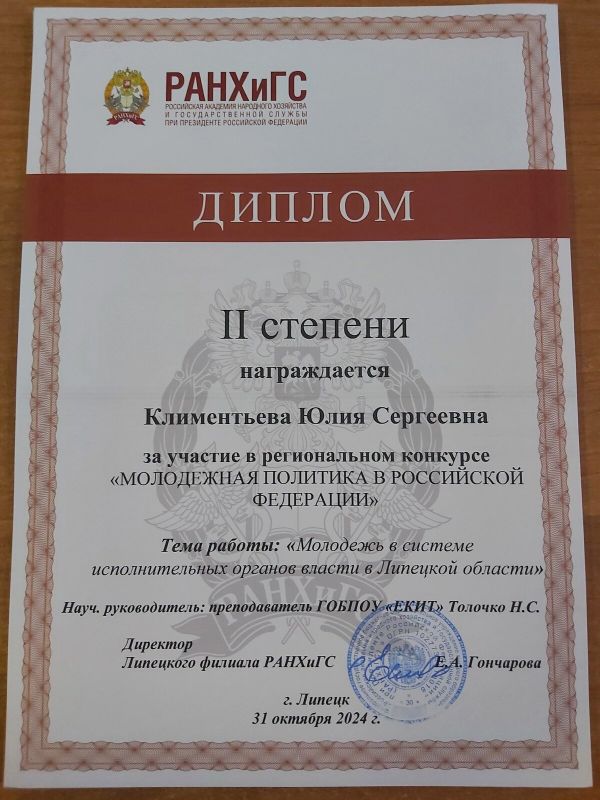 РАНХиГС
РОССИЙСКАЯ АКАДЕМИЯ НАРОДНОГО ХОЗЯЙСТВА
И ГОСУДАРСТВЕННОЙ СЛУЖБЫ
ПРИ ПРЕЗИДЕНТЕ РОССИЙСКОЙ ФЕДЕРАЦИИ
РАНХиГС
ДИПЛОМ
II степени
награждается
Климентьева Юлия Сергеевна
за участие в региональном конкурсе
«МОЛОДЕЖНАЯ ПОЛИТИКА В РОССИЙСКОЙ
ФЕДЕРАЦИИ»
Тема работы: «Молодежь в системе
исполнительных органов власти в Липецкой области»
РАНХиГС
Науч. руководитель: преподаватель ГОБПОУ «ЕКИТ» Толочко Н.С.
Директор
Липецкого филиала РАНХиГС Е.А. Гончарова
г. Липецк
31 октября 2024 г.